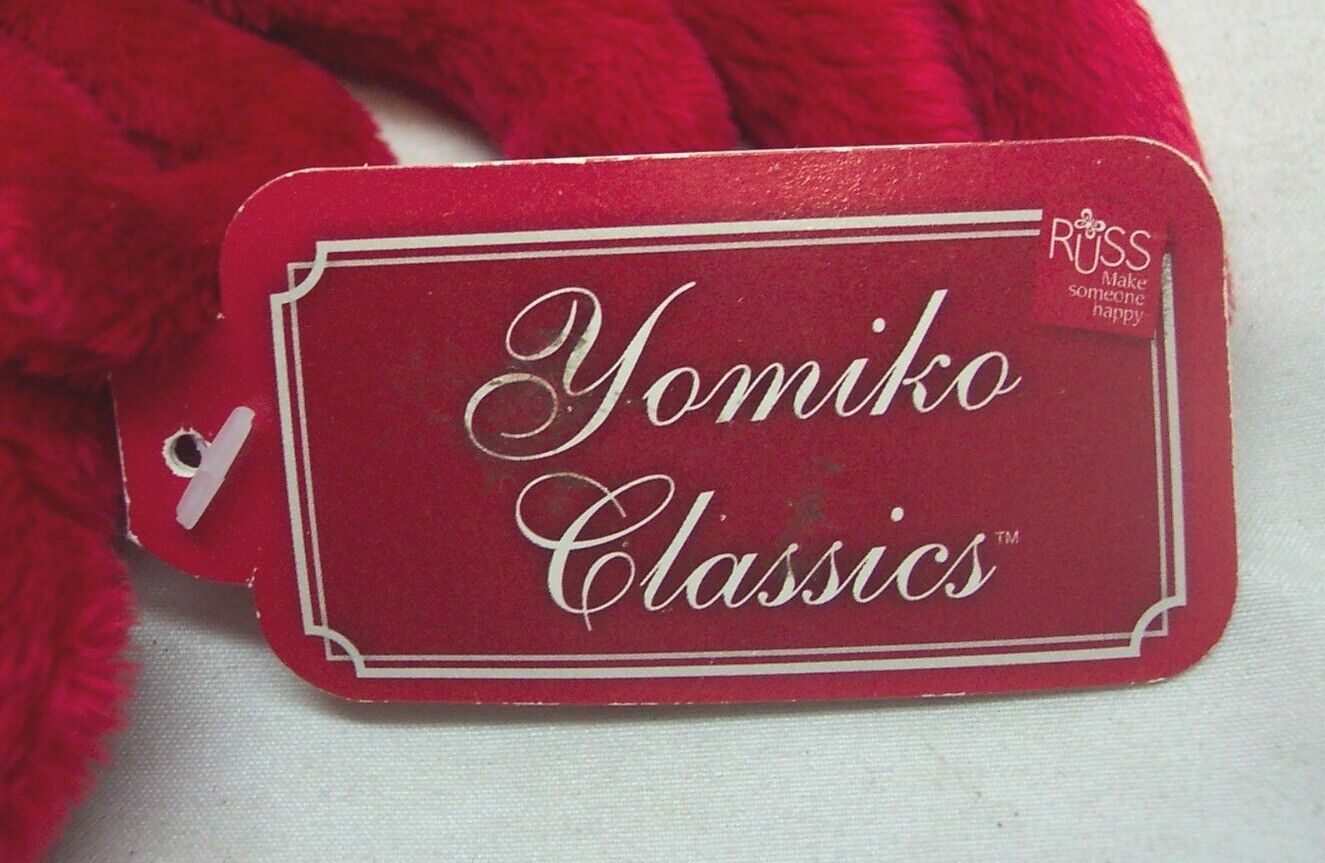 RUSS
Make
someone
happy
Yomiko
Classics™